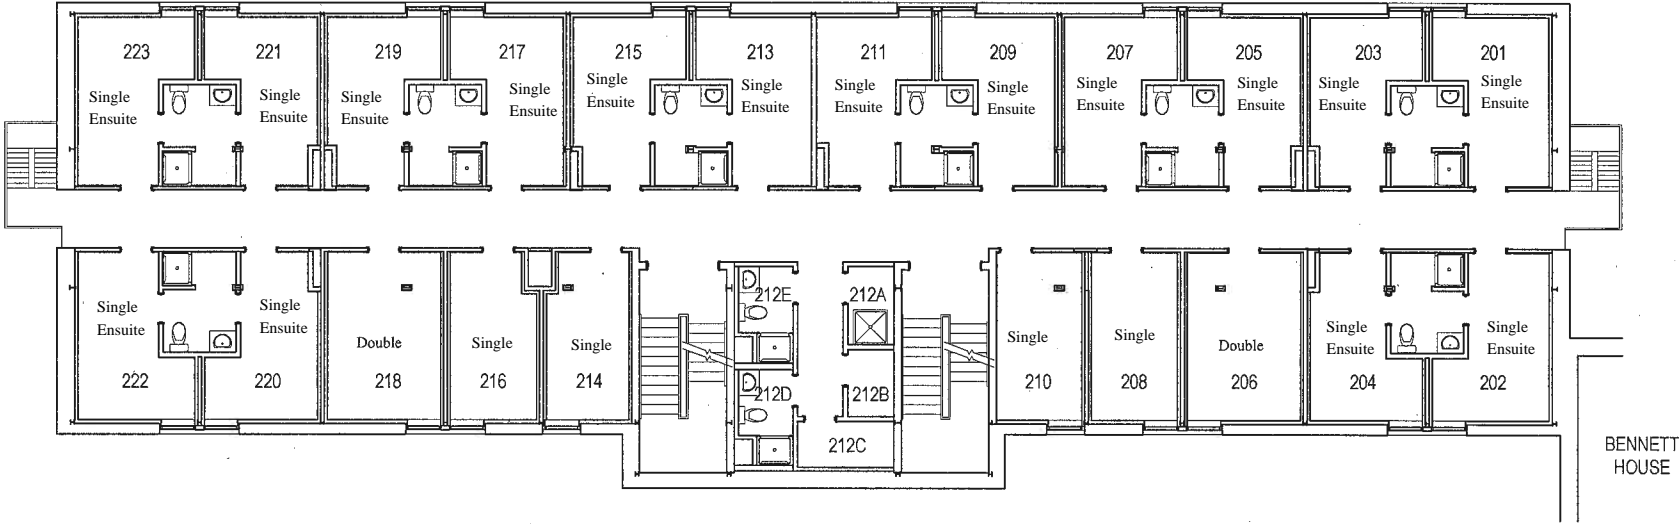 223
Single
Ensuite
221
Single
Ensuite
219
Single
Ensuite
217
Single
Ensuite
215
Single
Ensuite
213
Single
Ensuite
211
Single
Ensuite
209
Single
Ensuite
207
Single
Ensuite
205
Single
Ensuite
203
Single
Ensuite
201
Single
Ensuite
Single
Ensuite
222
Single
Ensuite
220
Double
218
Single
216
Single
214
212E
212A
212D
212B
212C
Single
210
Single
208
Double
206
Single
Ensuite
204
Single
Ensuite
202
BENNETT
HOUSE